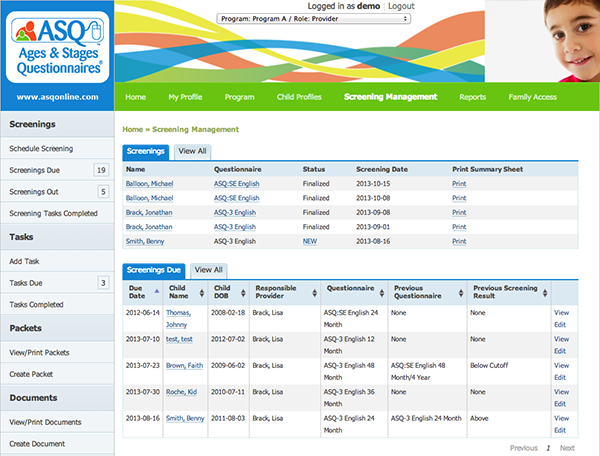 Logged in as demo | Logout
Program: Program A / Role: Provider
ASQ
Ages & Stages
Questionnaires®
www.asqonline.com
Home My Profile Program Child Profiles Screening Management Reports Family Access
Screenings
Schedule Screening
Screenings Due 19
Screenings Out 5
Screening Tasks Completed
Tasks
Add Task
Tasks Due 3
Tasks Completed
Packets
View/Print Packets
Create Packet
Documents
View/Print Documents
Create Document
Home » Screening Management
Screenings View All
Name Questionnaire Status Screening Date Print Summary Sheet
Balloon, Michael ASQ:SE English Finalized 2013-10-15 Print
Balloon, Michael ASQ:SE English Finalized 2013-10-08 Print
Brack, Jonathan ASQ-3 English Finalized 2013-09-08 Print
Brack, Jonathan ASQ-3 English Finalized 2013-09-01 Print
Smith, Benny ASQ-3 English NEW 2013-08-16 Print
Screenings Due View All
Due Child Child Responsible Questionnaire Previous Previous Screening
Date Name DOB Provider Questionnaire Result
2012-06-14 Thomas, 2008-02-18 Brack, Lisa ASQ:SE English 24 None None View
Johnny Month Edit
2013-07-10 test, test 2012-07-02 Brack, Lisa ASQ-3 English 12 None None View
Month Edit
2013-07-23 Brown, Faith 2009-06-02 Brack, Lisa ASQ-3 English 48 ASQ:SE English 48 Below Cutoff View
Month Month/4 Year Edit
2013-07-30 Roche, Kid 2010-07-11 Brack, Lisa ASQ-3 English 36 None None View
Month Edit
2013-08-16 Smith, Benny 2011-08-03 Brack, Lisa ASQ-3 English 24 ASQ-3 English 24 Month Above View
Month Edit
Previous 1 Next